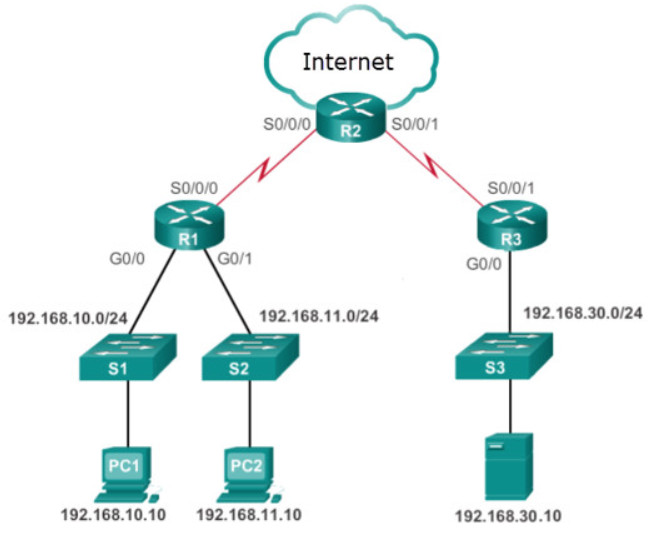 Internet
S0/0/0
R2
S0/0/1
S0/0/0
S0/0/1
R1
R3
G0/0
G0/1
G0/0
192.168.10.0/24
192.168.11.0/24
192.168.30.0/24
S1
S2
S3
PC1
PC2
192.168.10.10
192.168.11.10
192.168.30.10